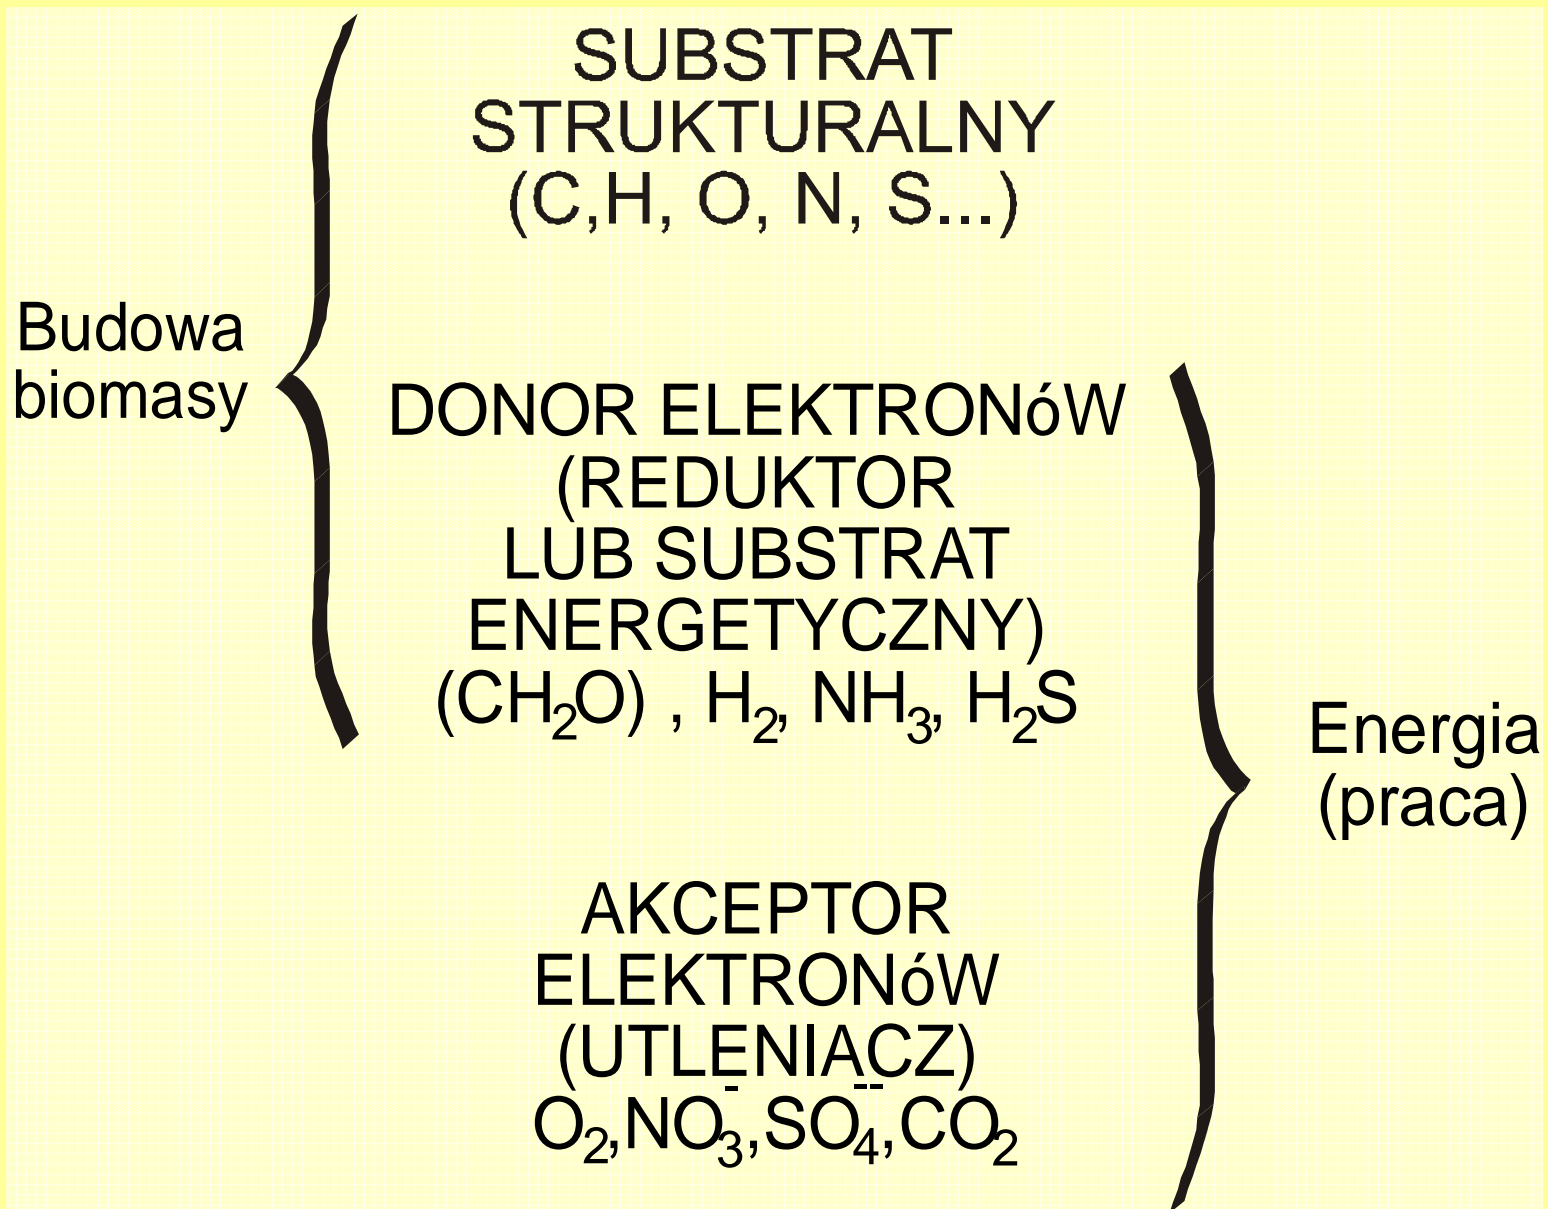 SUBSTRAT
STRUKTURALNY
(C,H, O, N, S...)
Budowa
biomasy
DONOR ELEKTRONóW
(REDUKTOR
LUB SUBSTRAT
ENERGETYCZNY)
(CH₂O) , H₂, NH₃, H₂S
Energia
(praca)
AKCEPTOR
ELEKTRONóW
(UTLENIACZ)
O₂,NO₃⁻,SO₄⁻⁻,CO₂